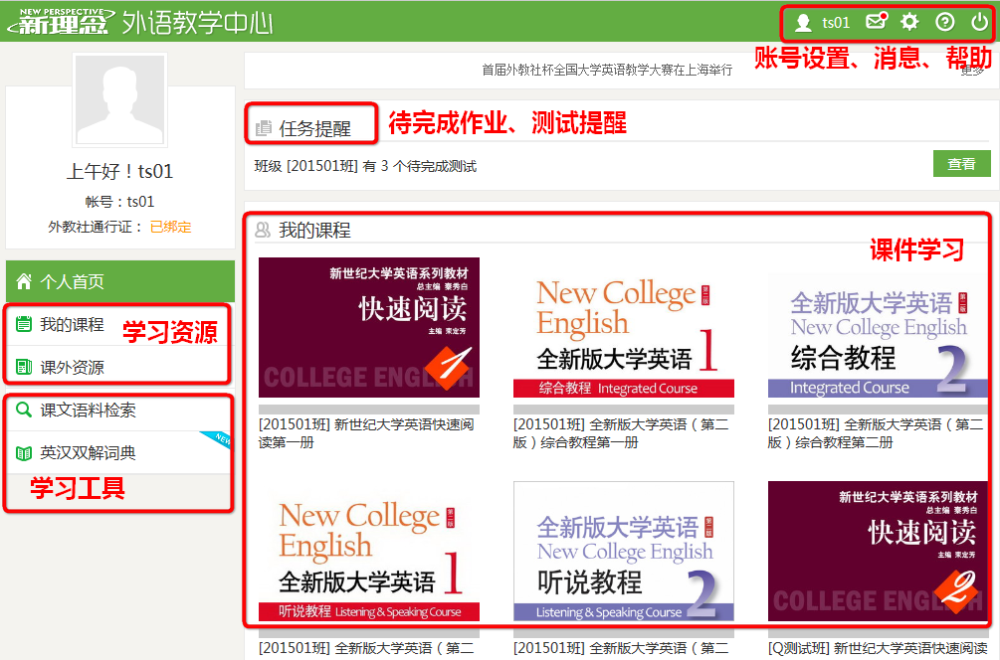 NEW PERSPECTIVE
新理念 外语教学中心
ts01
账号设置、消息、帮助
首届外教社杯全国大学英语教学大赛在上海举行
更多
任务提醒
待完成作业、测试提醒
班级 [201501班] 有 3 个待完成测试
查看
上午好！ts01
帐号：ts01
外教社通行证： 已绑定
个人首页
我的课程
学习资源
课外资源
课文语料检索
NEW
英汉双解词典
学习工具
我的课程
课件学习
新世纪大学英语系列教材
总主编 秦秀白
快速阅读
主编 宋定芳
COLLEGE ENGLISH
1
[201501班] 新世纪大学英语快速阅
读第一册
New College
第二版
English
全新版大学英语
1
综合教程 Integrated Course
[201501班] 全新版大学英语（第二
版）综合教程第一册
全新版大学英语
第二版
New College English
综合教程
2
Integrated Course
[201501班] 全新版大学英语（第二
版）综合教程第二册
New College
第二版
English
全新版大学英语
1
听说教程 Listening & Speaking Course
[201501班] 全新版大学英语（第二
全新版大学英语
第二版
New College English
听说教程
2
Listening & Speaking Course
[201501班] 全新版大学英语（第二
新世纪大学英语系列教材
总主编 秦秀白
快速阅读
主编 宋定芳
COLLEGE ENGLISH
2
[Q测试班] 新世纪大学英语快速阅读